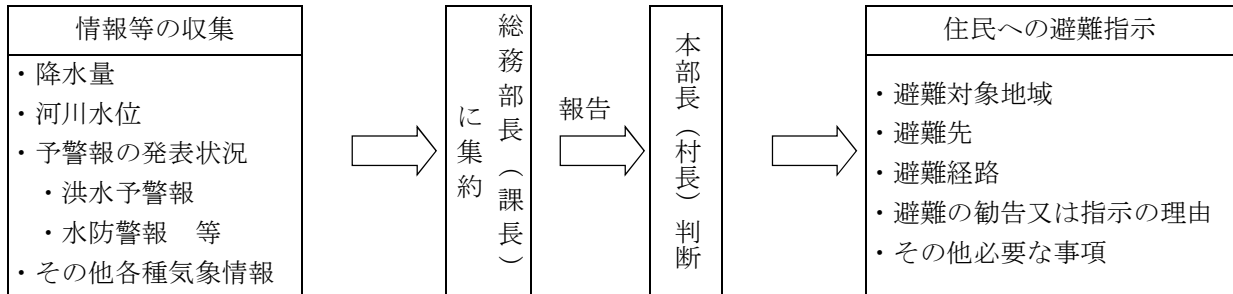 情報等の収集
・降水量
・河川水位
・予警報の発表状況
・洪水予警報
・水防警報　等
・その他各種気象情報
総務部長（課長）
に集約
報告
本部長（村長）判断
住民への避難指示
・避難対象地域
・避難先
・避難経路
・避難の勧告又は指示の理由
・その他必要な事項